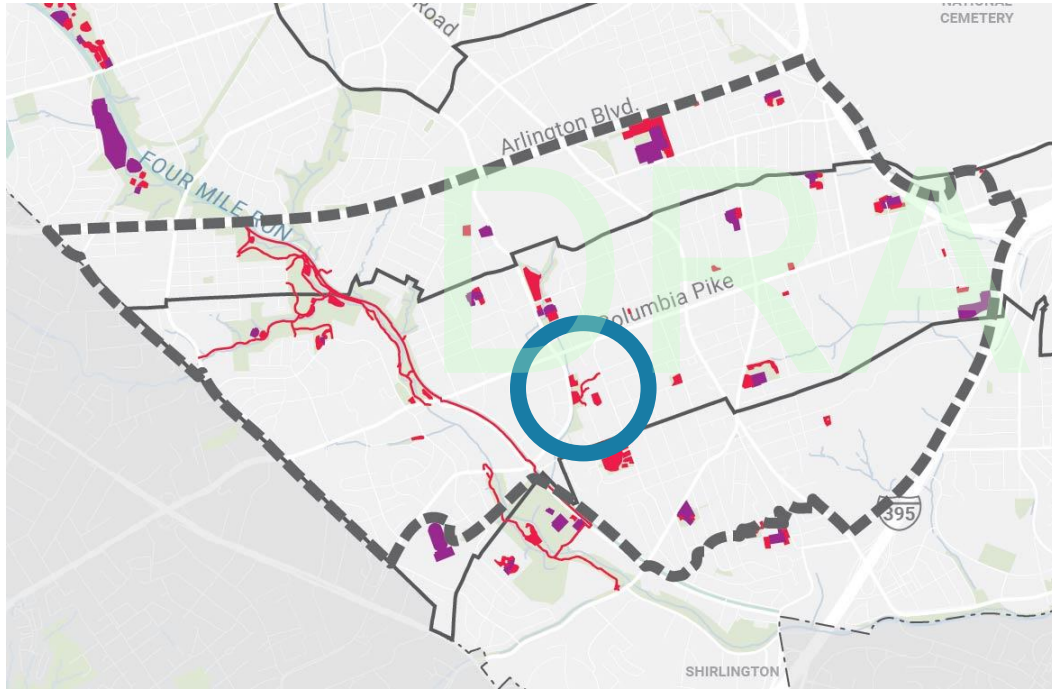 NATIONAL
CEMETERY
Road
Arlington Blvd.
FOUR MILE RUN
DRA
Columbia Pike
395
SHIRLINGTON